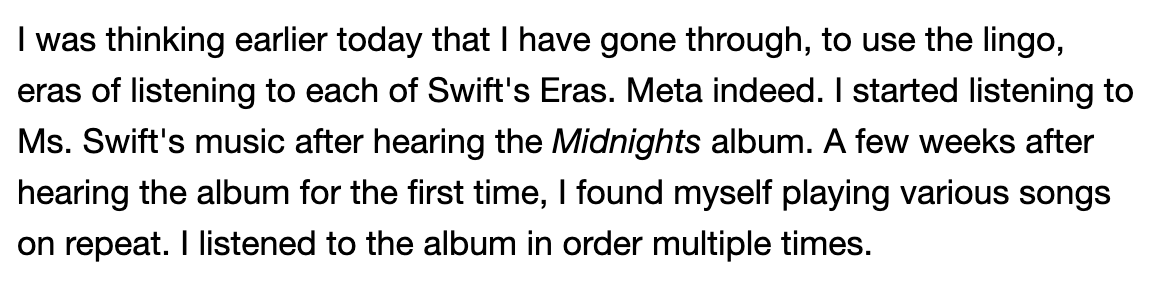 I was thinking earlier today that I have gone through, to use the lingo,
eras of listening to each of Swift's Eras. Meta indeed. I started listening to
Ms. Swift's music after hearing the Midnights album. A few weeks after
hearing the album for the first time, I found myself playing various songs
on repeat. I listened to the album in order multiple times.